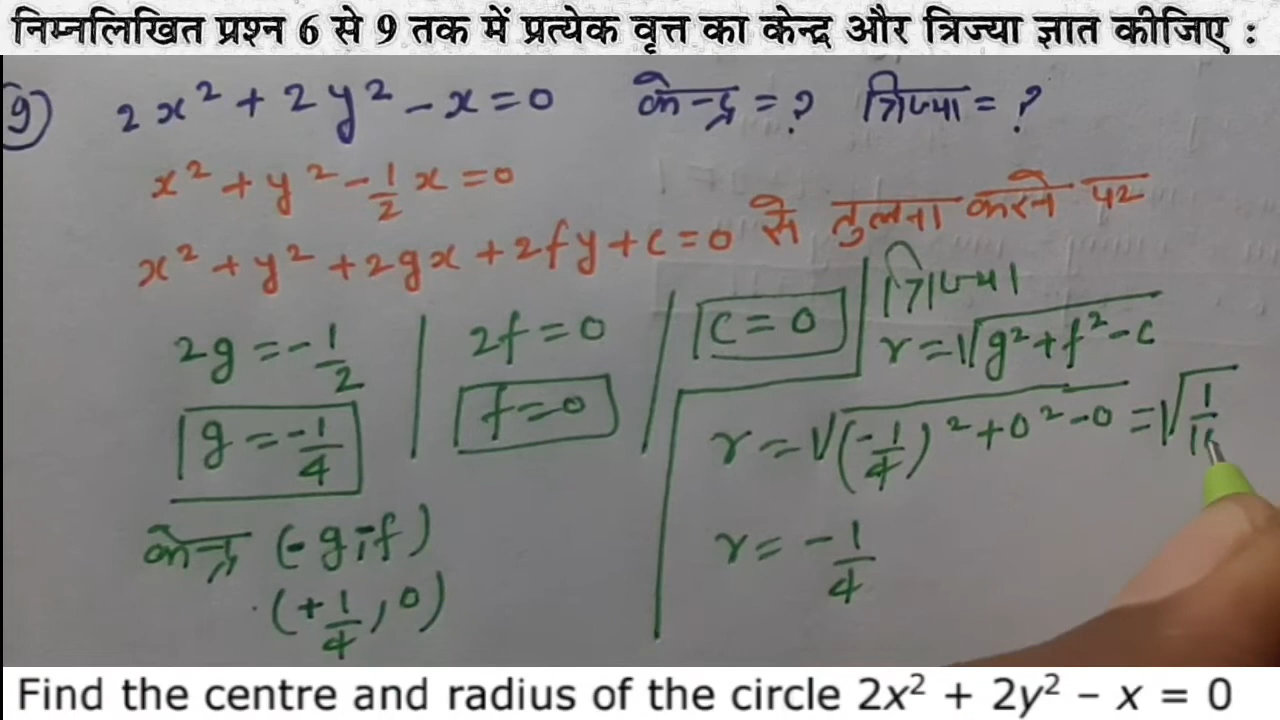 निम्नलिखित प्रश्न 6 से 9 तक में प्रत्येक वृत्त का केन्द्र और त्रिज्या ज्ञात कीजिए :
9) 2x² + 2y² - x = 0 केन्द्र = ? त्रिज्या = ?
x² + y² - 1/2 x = 0
x² + y² + 2gx + 2fy + c = 0 से तुलना करने पर
2g = -1/2
g = -1/4
केन्द्र (-g, -f)
(+1/4, 0)
2f = 0
f = 0
c = 0
त्रिज्या
r = √(g² + f² - c)
r = √((-1/4)² + 0² - 0) = √(1/16
r = -1/4
Find the centre and radius of the circle 2x² + 2y² – x = 0